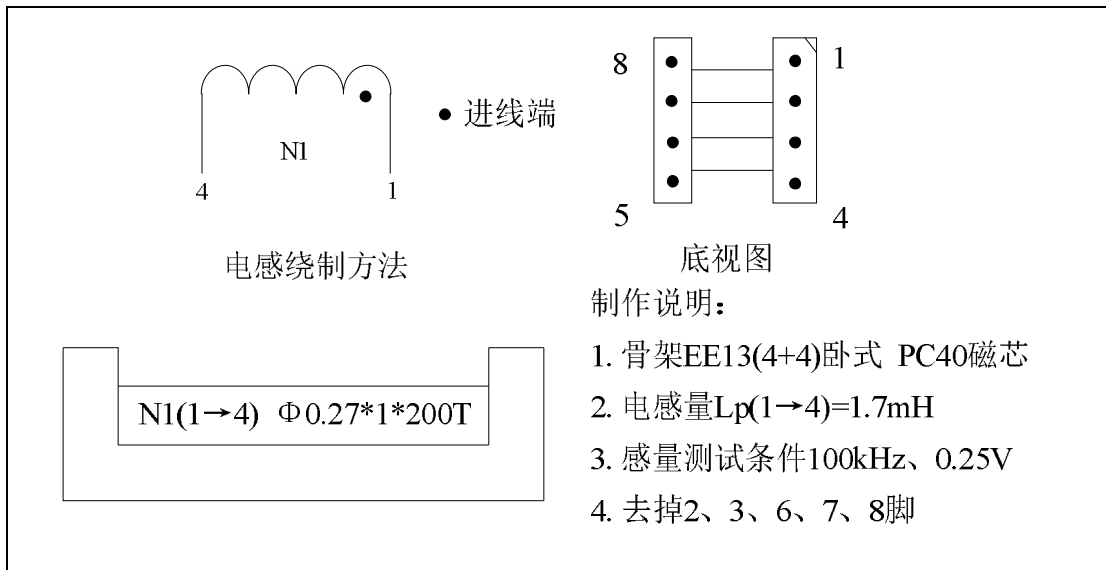 N1
4 1
● 进线端
电感绕制方法
8 1
5 4
底视图
N1(1→4) Φ0.27*1*200T
制作说明：
1. 骨架EE13(4+4)卧式 PC40磁芯
2. 电感量Lp(1→4)=1.7mH
3. 感量测试条件100kHz、0.25V
4. 去掉2、3、6、7、8脚